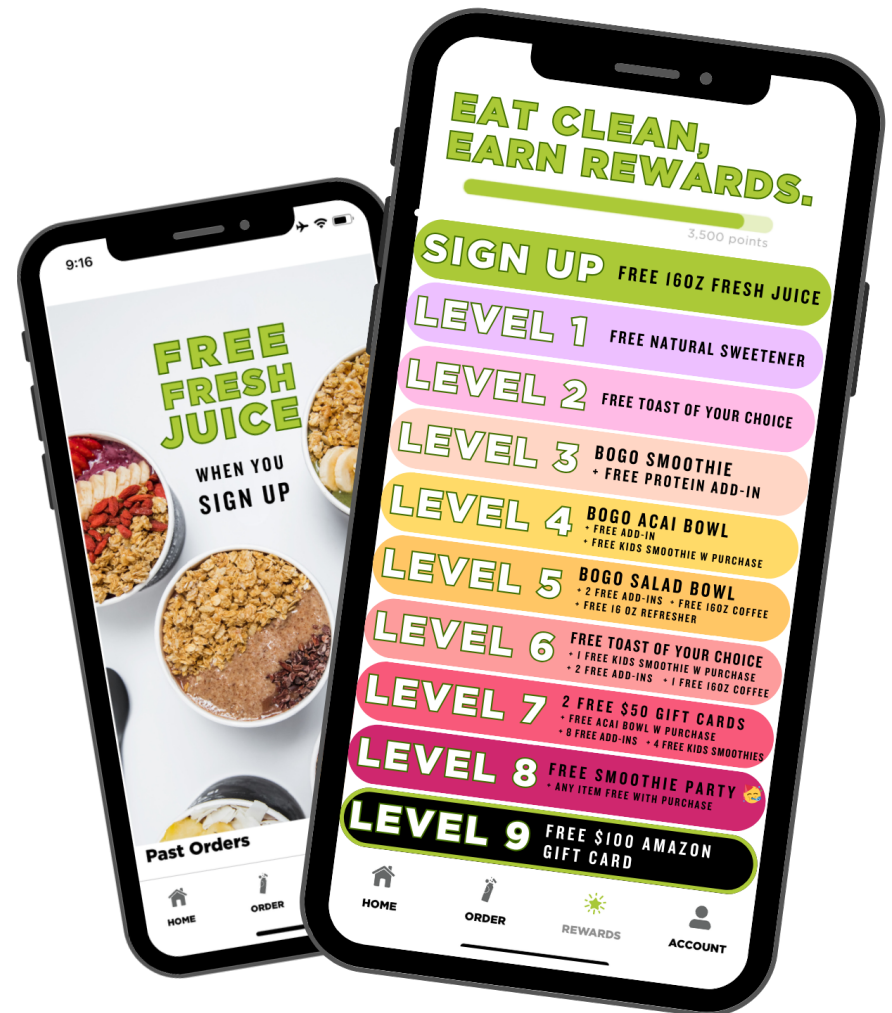 9:16
FREE
FRESH
JUICE
WHEN YOU
SIGN UP
Past Orders
HOME
ORDER
EAT CLEAN,
EARN REWARDS.
3,500 points
SIGN UP FREE 16OZ FRESH JUICE
LEVEL 1 FREE NATURAL SWEETENER
LEVEL 2 FREE TOAST OF YOUR CHOICE
LEVEL 3 BOGO SMOOTHIE
+ FREE PROTEIN ADD-IN
LEVEL 4 BOGO ACAI BOWL
+ FREE ADD-IN
+ FREE KIDS SMOOTHIE W PURCHASE
LEVEL 5 BOGO SALAD BOWL
+ 2 FREE ADD-INS + FREE 16OZ COFFEE
+ FREE 16 OZ REFRESHER
LEVEL 6 FREE TOAST OF YOUR CHOICE
+ 1 FREE KIDS SMOOTHIE W PURCHASE
+ 2 FREE ADD-INS + 1 FREE 16OZ COFFEE
LEVEL 7 2 FREE $50 GIFT CARDS
+ FREE ACAI BOWL W PURCHASE
+ 8 FREE ADD-INS + 4 FREE KIDS SMOOTHIES
LEVEL 8 FREE SMOOTHIE PARTY 🥳
+ ANY ITEM FREE WITH PURCHASE
LEVEL 9 FREE $100 AMAZON
GIFT CARD
HOME
ORDER
REWARDS
ACCOUNT